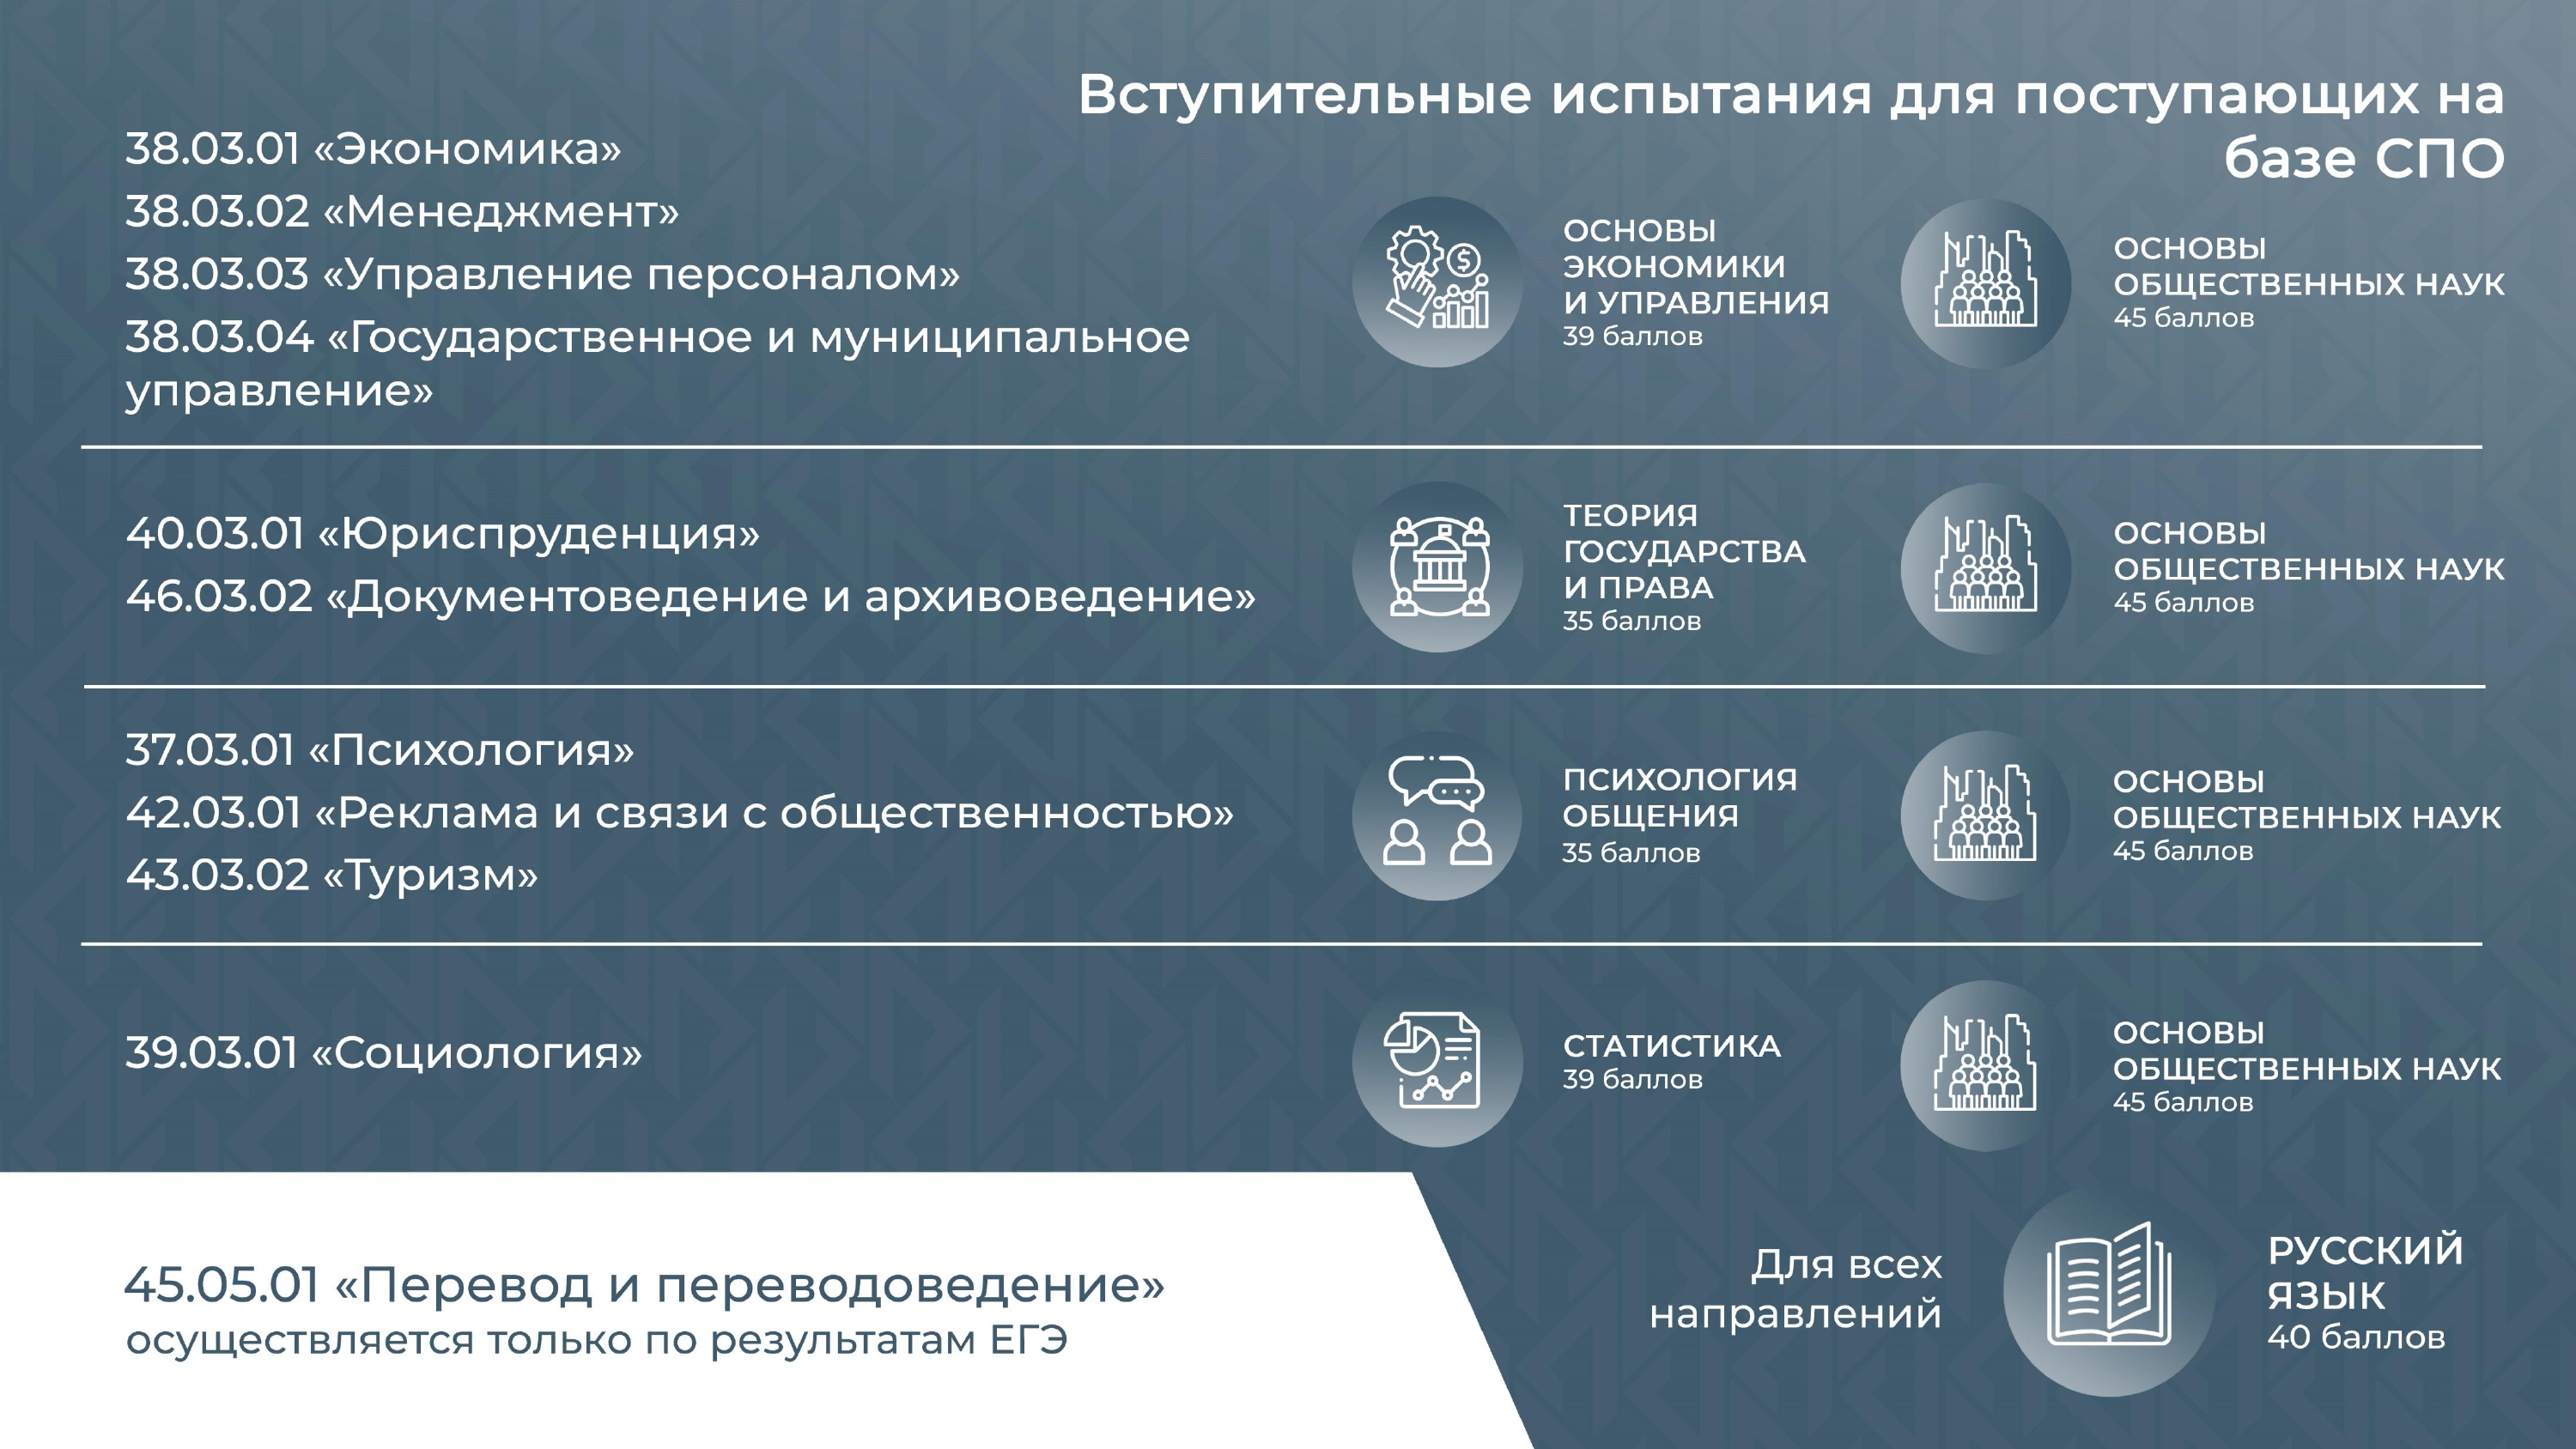 Вступительные испытания для поступающих на
базе СПО
38.03.01 «Экономика»
38.03.02 «Менеджмент»
38.03.03 «Управление персоналом»
38.03.04 «Государственное и муниципальное
управление»
ОСНОВЫ
ЭКОНОМИКИ
И УПРАВЛЕНИЯ
39 баллов
ОСНОВЫ
ОБЩЕСТВЕННЫХ НАУК
45 баллов
40.03.01 «Юриспруденция»
46.03.02 «Документоведение и архивоведение»
ТЕОРИЯ
ГОСУДАРСТВА
И ПРАВА
35 баллов
ОСНОВЫ
ОБЩЕСТВЕННЫХ НАУК
45 баллов
37.03.01 «Психология»
42.03.01 «Реклама и связи с общественностью»
43.03.02 «Туризм»
ПСИХОЛОГИЯ
ОБЩЕНИЯ
35 баллов
ОСНОВЫ
ОБЩЕСТВЕННЫХ НАУК
45 баллов
39.03.01 «Социология»
СТАТИСТИКА
39 баллов
ОСНОВЫ
ОБЩЕСТВЕННЫХ НАУК
45 баллов
45.05.01 «Перевод и переводоведение»
осуществляется только по результатам ЕГЭ
Для всех
направлений
РУССКИЙ
ЯЗЫК
40 баллов